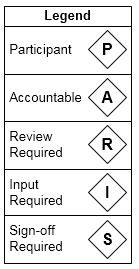 Legend
Participant P
Accountable A
Review
Required R
Input
Required I
Sign-off
Required S